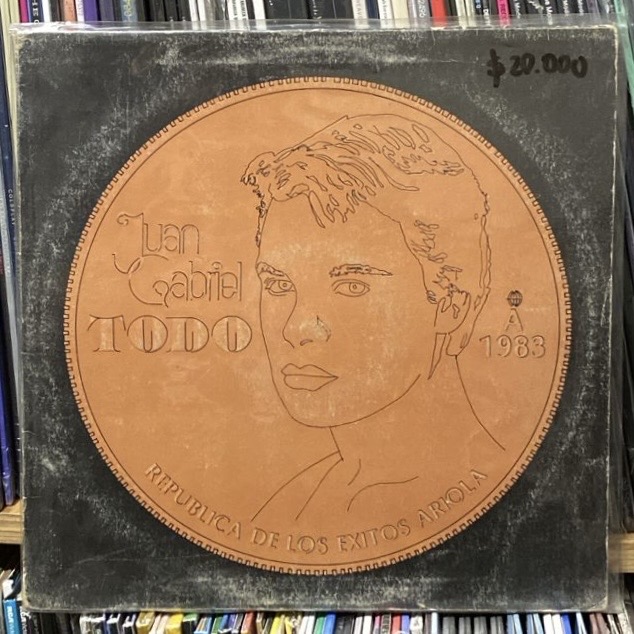 $20.000
Juan
Gabriel
TODO
A
1983
REPUBLICA DE LOS EXITOS ARIOLA